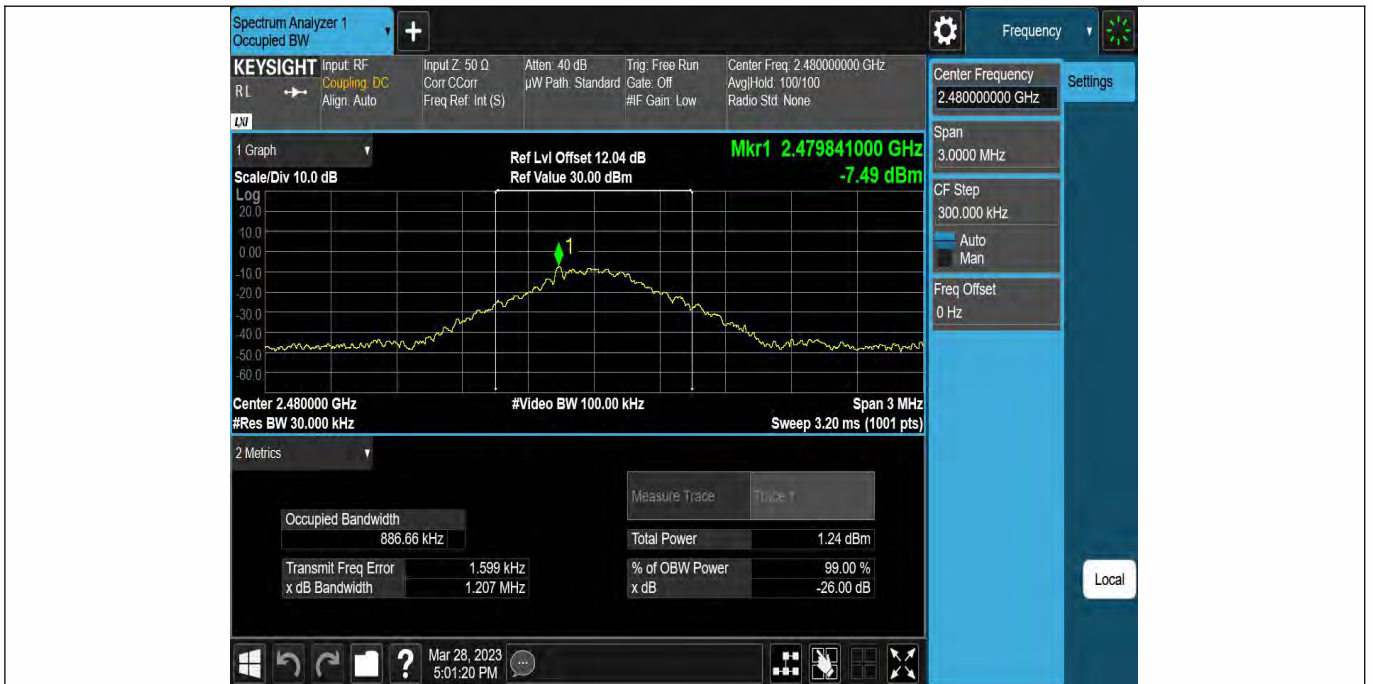 Spectrum Analyzer 1
Occupied BW
+
Frequency
KEYSIGHT
RL
LXI
Input: RF
Coupling: DC
Align: Auto
Input Z: 50 Ω
Corr CCorr
Freq Ref: Int (S)
Atten: 40 dB
µW Path: Standard
Trig: Free Run
Gate: Off
#IF Gain: Low
Center Freq: 2.480000000 GHz
Avg|Hold: 100/100
Radio Std: None
Center Frequency
2.480000000 GHz
Settings
Span
3.0000 MHz
CF Step
300.000 kHz
Auto
Man
Freq Offset
0 Hz
Local
1 Graph
Scale/Div 10.0 dB
Ref Lvl Offset 12.04 dB
Ref Value 30.00 dBm
Mkr1 2.479841000 GHz
-7.49 dBm
Log
20.0
10.0
0.00
-10.0
-20.0
-30.0
-40.0
-50.0
-60.0
1
Center 2.480000 GHz
#Video BW 100.00 kHz
Span 3 MHz
#Res BW 30.000 kHz
Sweep 3.20 ms (1001 pts)
2 Metrics
Measure Trace
Trace 1
Occupied Bandwidth
886.66 kHz
Total Power
1.24 dBm
Transmit Freq Error
1.599 kHz
% of OBW Power
99.00 %
x dB Bandwidth
1.207 MHz
x dB
-26.00 dB
?
Mar 28, 2023
5:01:20 PM